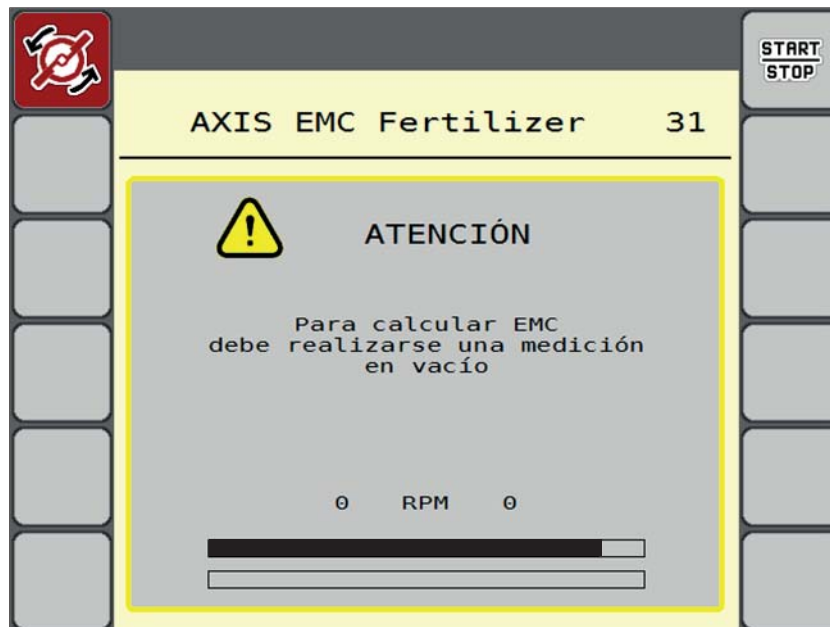 START
STOP
AXIS EMC Fertilizer 31
ATENCIÓN
Para calcular EMC
debe realizarse una medición
en vacío
0 RPM 0